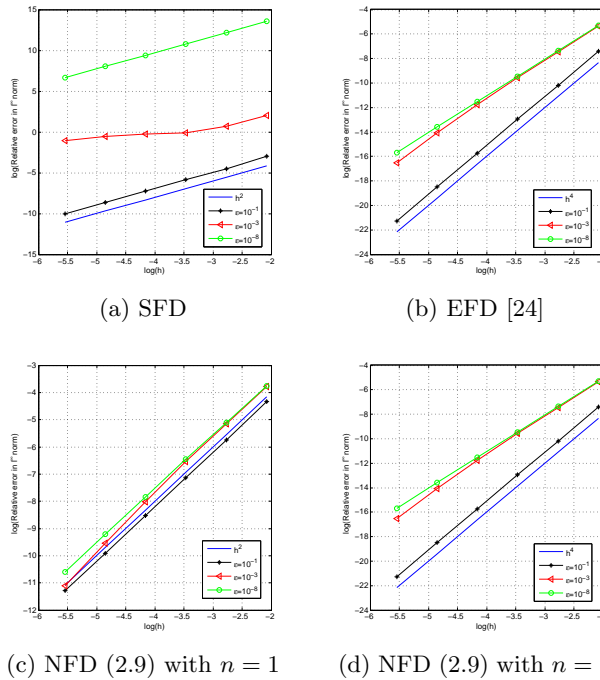 15
10
5
0
−5
−10
−15
log(Relative error in l∞ norm)
−6 −5.5 −5 −4.5 −4 −3.5 −3 −2.5 −2
log(h)
h²
ε=10⁻¹
ε=10⁻³
ε=10⁻⁸
(a) SFD
−4
−6
−8
−10
−12
−14
−16
−18
−20
−22
−24
log(Relative error in l∞ norm)
−6 −5.5 −5 −4.5 −4 −3.5 −3 −2.5 −2
log(h)
h⁴
ε=10⁻¹
ε=10⁻³
ε=10⁻⁸
(b) EFD [24]
−3
−4
−5
−6
−7
−8
−9
−10
−11
−12
log(Relative error in l∞ norm)
−6 −5.5 −5 −4.5 −4 −3.5 −3 −2.5 −2
log(h)
h²
ε=10⁻¹
ε=10⁻³
ε=10⁻⁸
(c) NFD (2.9) with n = 1
−4
−6
−8
−10
−12
−14
−16
−18
−20
−22
−24
log(Relative error in l∞ norm)
−6 −5.5 −5 −4.5 −4 −3.5 −3 −2.5 −2
log(h)
h⁴
ε=10⁻¹
ε=10⁻³
ε=10⁻⁸
(d) NFD (2.9) with n =